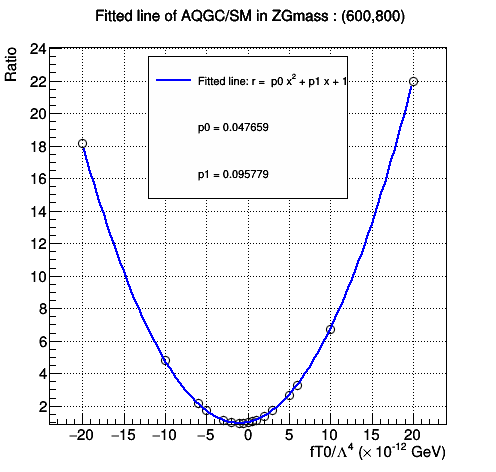 Fitted line of AQGC/SM in ZGmass : (600,800)
Ratio
24
22
20
18
16
14
12
10
8
6
4
2
Fitted line: r = p0 x² + p1 x + 1
p0 = 0.047659
p1 = 0.095779
−20 −15 −10 −5 0 5 10 15 20
fT0/Λ⁴ (× 10⁻¹² GeV)